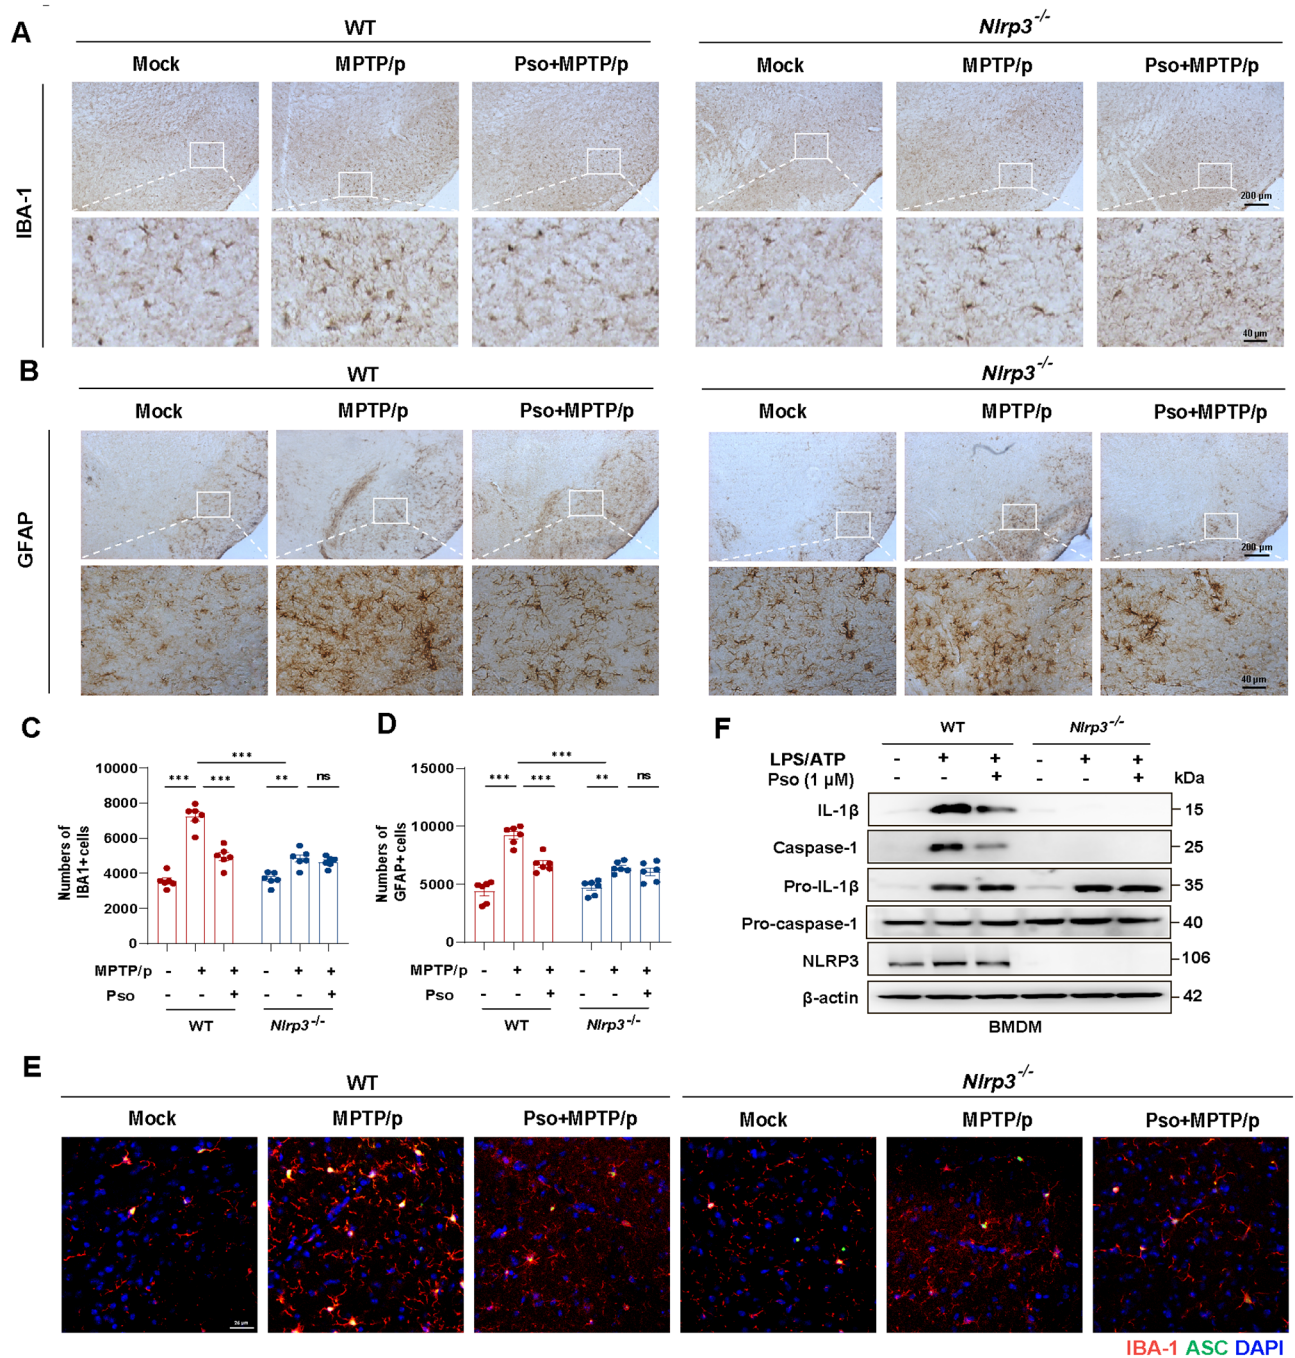 A
WT
Nlrp3-/-
Mock MPTP/p Pso+MPTP/p Mock MPTP/p Pso+MPTP/p
IBA-1
200 μm
40 μm
B
WT
Nlrp3-/-
Mock MPTP/p Pso+MPTP/p Mock MPTP/p Pso+MPTP/p
GFAP
200 μm
40 μm
C
***
*** *** ** ns
10000
8000
6000
4000
2000
0
Numbers of
IBA1+cells
MPTP/p - + + - + +
Pso - - + - - +
WT Nlrp3-/-
D
***
*** *** ** ns
15000
10000
5000
0
Numbers of
GFAP+cells
MPTP/p - + + - + +
Pso - - + - - +
WT Nlrp3-/-
F
WT Nlrp3-/-
LPS/ATP - + + - + +
Pso (1 μM) - - + - - + kDa
IL-1β 15
Caspase-1 25
Pro-IL-1β 35
Pro-caspase-1 40
NLRP3 106
β-actin 42
BMDM
E
WT Nlrp3-/-
Mock MPTP/p Pso+MPTP/p Mock MPTP/p Pso+MPTP/p
IBA-1 ASC DAPI